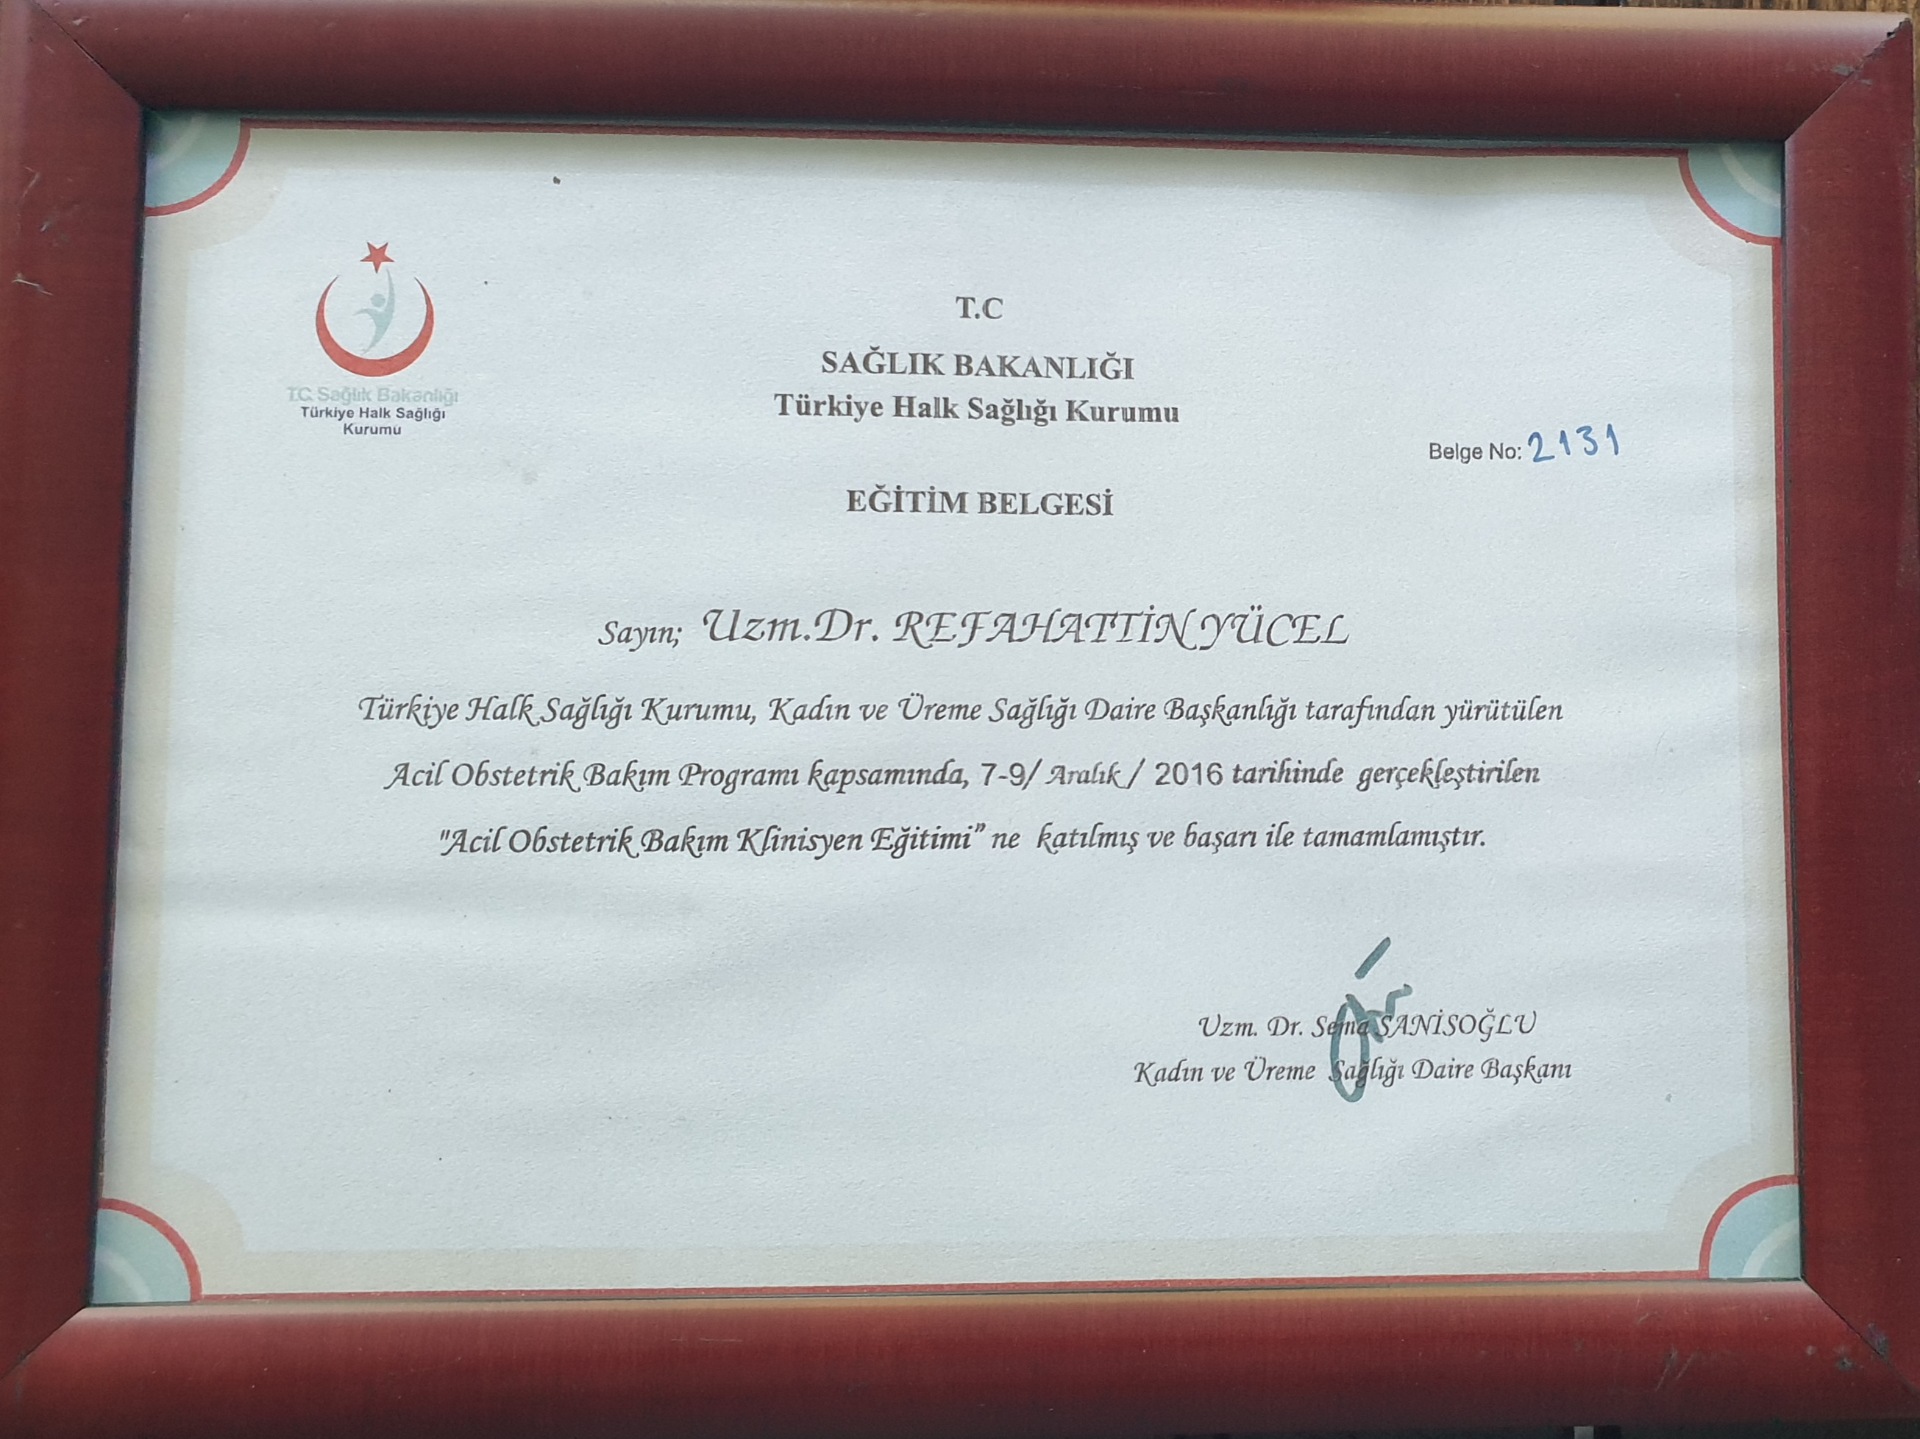 T.C. Sağlık Bakanlığı
Türkiye Halk Sağlığı
Kurumu
T.C
SAĞLIK BAKANLIĞI
Türkiye Halk Sağlığı Kurumu
Belge No: 2131
EĞİTİM BELGESİ
Sayın; Uzm.Dr. REFAHATTİN YÜCEL
Türkiye Halk Sağlığı Kurumu, Kadın ve Üreme Sağlığı Daire Başkanlığı tarafından yürütülen
Acil Obstetrik Bakım Programı kapsamında, 7-9/ Aralık / 2016 tarihinde gerçekleştirilen
"Acil Obstetrik Bakım Klinisyen Eğitimi" ne katılmış ve başarı ile tamamlamıştır.
Uzm. Dr. Sema SANİSOĞLU
Kadın ve Üreme Sağlığı Daire Başkanı